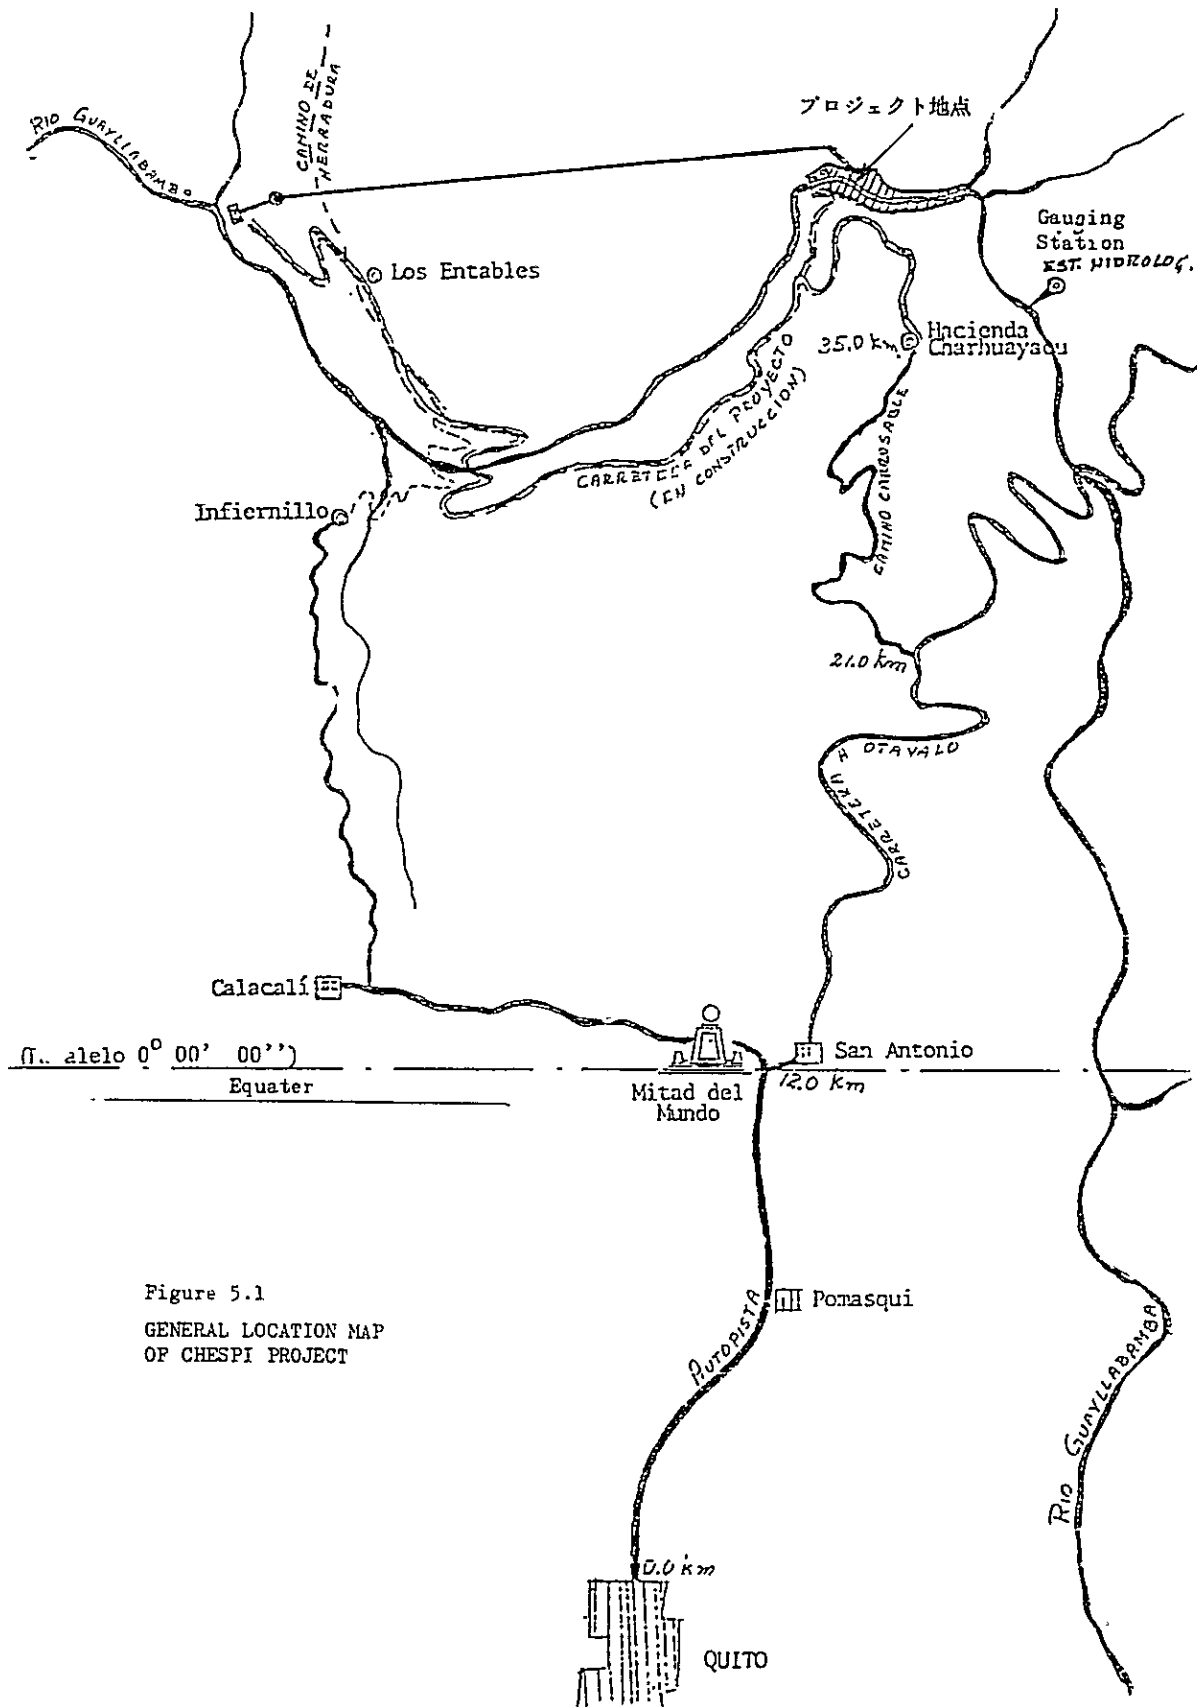 RIO GUAYLLABAMBO
CAMINO DE
HERRADURA
プロジェクト地点
Gauging
Station
EST. HIDROLOG.
Los Entables
35.0 km
Hacienda
Charhuayacu
CARRETERA DEL PROYECTO
(EN CONSTRUCCION)
CAMINO CARROSABLE
Infiernillo
21.0 km
CARRETERA A OTAVALO
Calacalí
San Antonio
alelo 0° 00' 00'')
Equater
Mitad del
Mundo
12.0 Km
Figure 5.1
GENERAL LOCATION MAP
OF CHESPI PROJECT
Pomasqui
AUTOPISTA
RIO GUAYLLABAMBA
0.0 km
QUITO